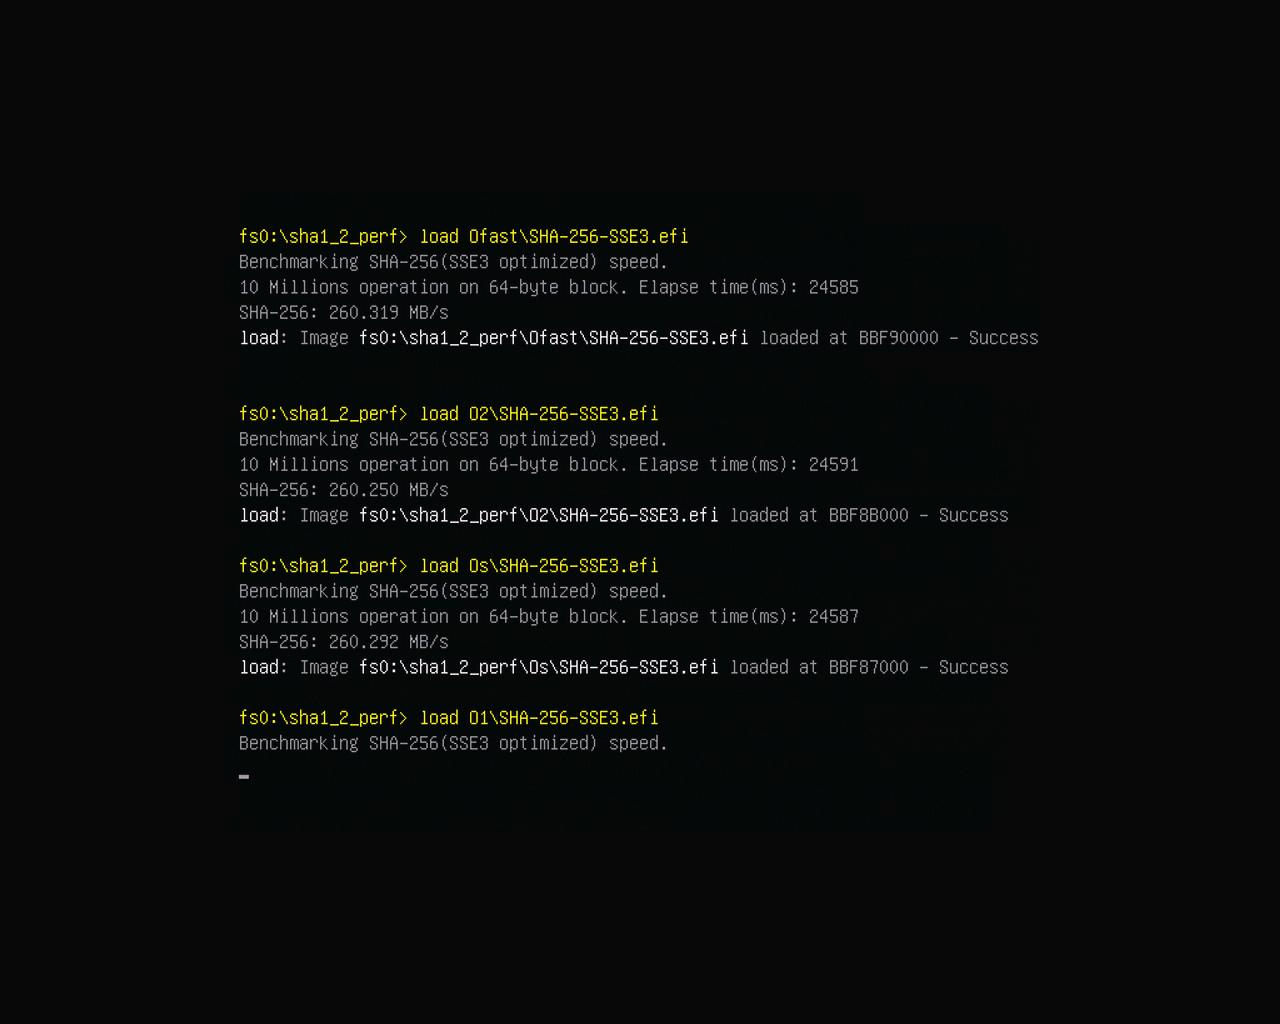 fs0:\sha1_2_perf> load Ofast\SHA-256-SSE3.efi
Benchmarking SHA-256(SSE3 optimized) speed.
10 Millions operation on 64-byte block. Elapse time(ms): 24585
SHA-256: 260.319 MB/s
load: Image fs0:\sha1_2_perf\Ofast\SHA-256-SSE3.efi loaded at BBF90000 - Success
fs0:\sha1_2_perf> load O2\SHA-256-SSE3.efi
Benchmarking SHA-256(SSE3 optimized) speed.
10 Millions operation on 64-byte block. Elapse time(ms): 24591
SHA-256: 260.250 MB/s
load: Image fs0:\sha1_2_perf\O2\SHA-256-SSE3.efi loaded at BBF8B000 - Success
fs0:\sha1_2_perf> load Os\SHA-256-SSE3.efi
Benchmarking SHA-256(SSE3 optimized) speed.
10 Millions operation on 64-byte block. Elapse time(ms): 24587
SHA-256: 260.292 MB/s
load: Image fs0:\sha1_2_perf\Os\SHA-256-SSE3.efi loaded at BBF87000 - Success
fs0:\sha1_2_perf> load O1\SHA-256-SSE3.efi
Benchmarking SHA-256(SSE3 optimized) speed.